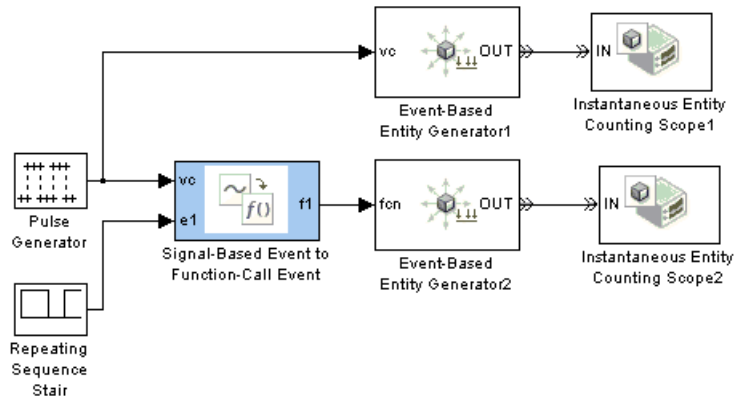 vc
OUT
IN
Event-Based
Entity Generator1
Instantaneous Entity
Counting Scope1
vc
e1
f()
f1
fcn
OUT
IN
Pulse
Generator
Signal-Based Event to
Function-Call Event
Event-Based
Entity Generator2
Instantaneous Entity
Counting Scope2
Repeating
Sequence
Stair